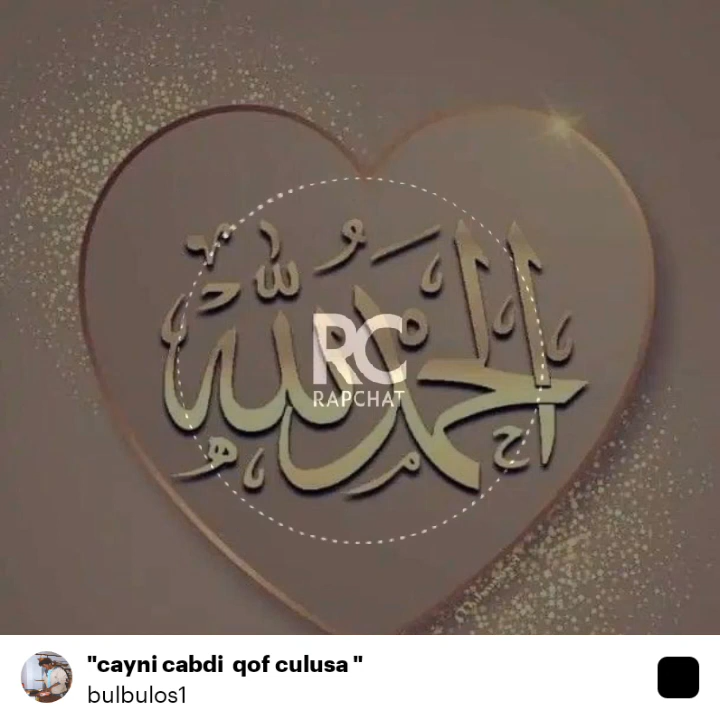 الحمد لله
RC
RAPCHAT
"cayni cabdi qof culusa"
bulbulos1